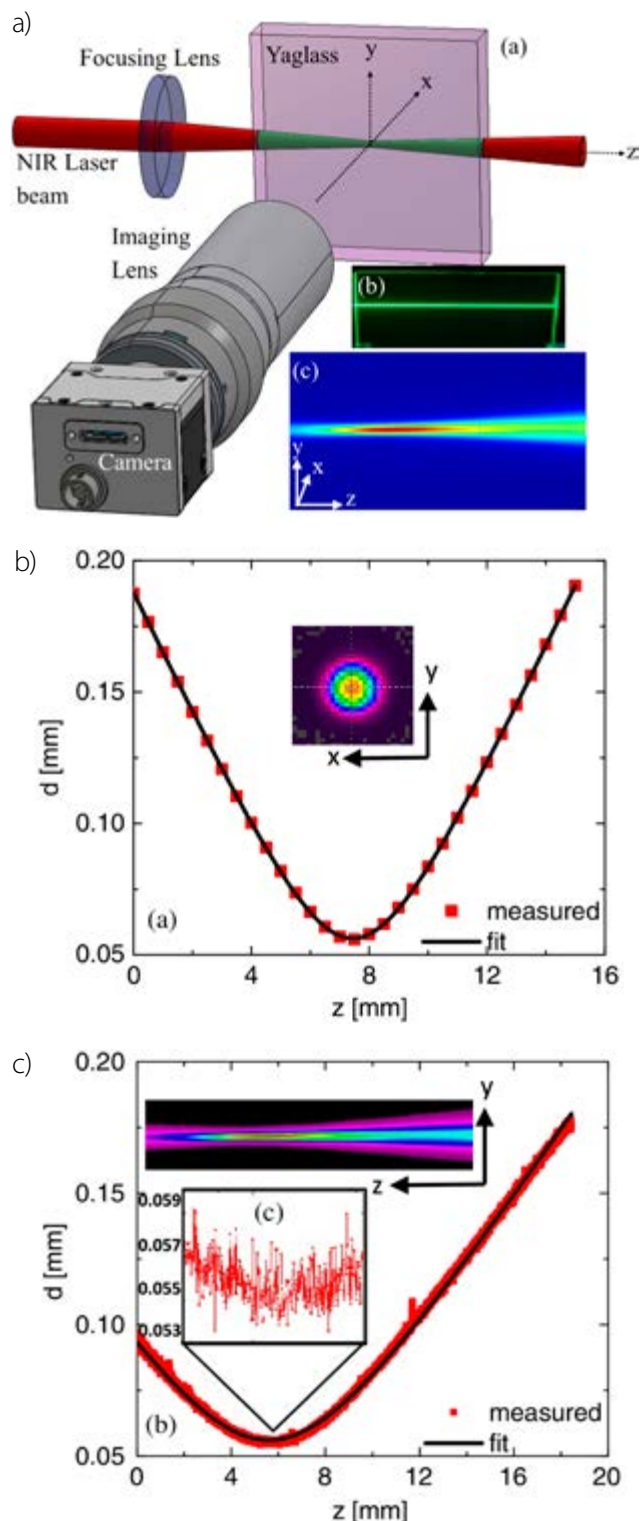 a)
Focusing Lens
Yaglass
(a)
y
x
z
NIR Laser
beam
Imaging
Lens
(b)
(c)
Camera
y
x
z
b)
0.20
0.15
0.10
0.05
d [mm]
y
x
(a)
measured
fit
0 4 8 12 16
z [mm]
c)
0.20
0.15
0.10
0.05
d [mm]
y
z
0.059
0.057
0.055
0.053
(c)
(b)
measured
fit
0 4 8 12 16 20
z [mm]